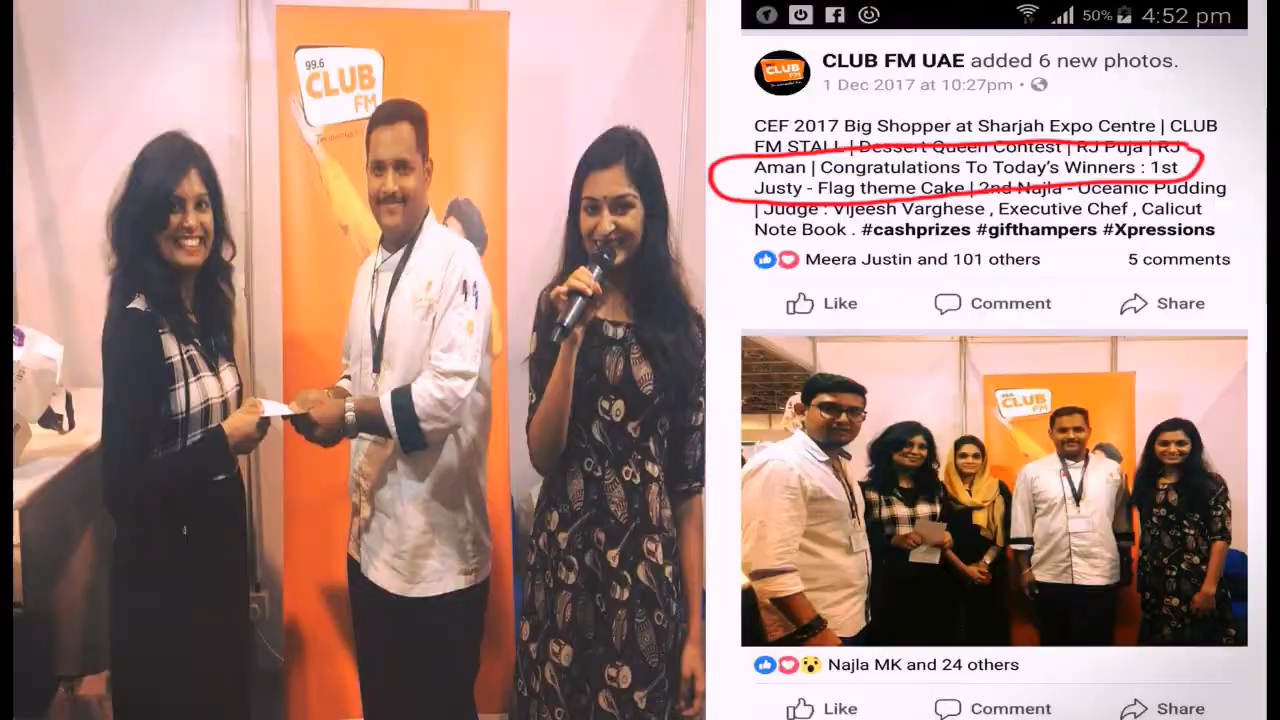 99.6
CLUB
FM
50% 4:52 pm
CLUB FM UAE added 6 new photos.
1 Dec 2017 at 10:27pm
CEF 2017 Big Shopper at Sharjah Expo Centre | CLUB
FM STALL | Dessert Queen Contest | RJ Puja | RJ
Aman | Congratulations To Today's Winners : 1st
Justy - Flag theme Cake | 2nd Najla - Oceanic Pudding
| Judge : Vijeesh Varghese , Executive Chef , Calicut
Note Book . #cashprizes #gifthampers #Xpressions
Meera Justin and 101 others 5 comments
Like Comment Share
CLUB
FM
Najla MK and 24 others
Like Comment Share